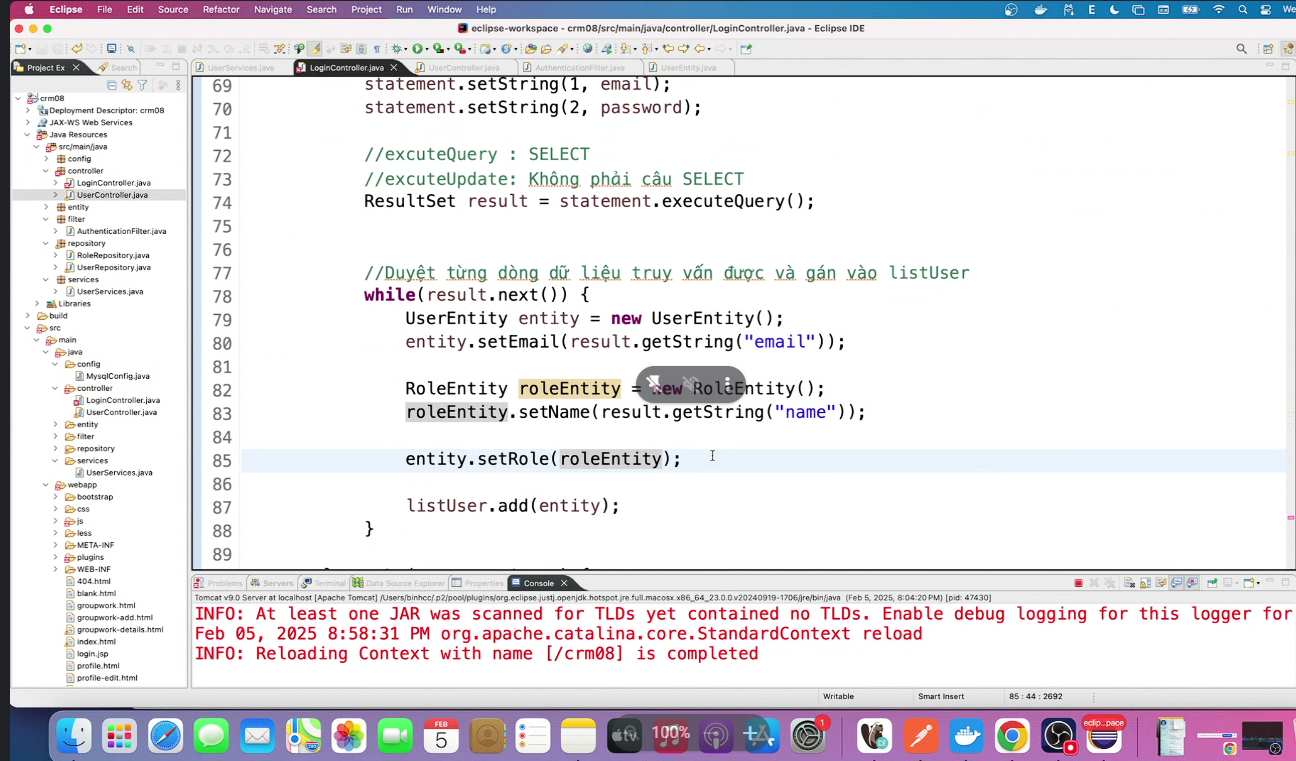 Eclipse File Edit Source Refactor Navigate Search Project Run Window Help
eclipse-workspace - crm08/src/main/java/controller/LoginController.java - Eclipse IDE
Project Ex
Search
UserServices.java
LoginController.java
UserController.java
AuthenticationFilter.java
UserEntity.java
crm08
Deployment Descriptor: crm08
JAX-WS Web Services
Java Resources
src/main/java
config
controller
LoginController.java
UserController.java
entity
filter
AuthenticationFilter.java
repository
RoleRepository.java
UserRepository.java
services
UserServices.java
Libraries
build
src
main
java
config
MysqlConfig.java
controller
LoginController.java
UserController.java
entity
filter
repository
services
UserServices.java
webapp
bootstrap
css
js
less
META-INF
plugins
WEB-INF
404.html
blank.html
groupwork.html
groupwork-add.html
groupwork-details.html
index.html
login.jsp
profile.html
profile-edit.html
69 statement.setString(1, email);
70 statement.setString(2, password);
71
72 //excuteQuery : SELECT
73 //excuteUpdate: Không phải câu SELECT
74 ResultSet result = statement.executeQuery();
75
76
77 //Duyệt từng dòng dữ liệu truy vấn được và gán vào listUser
78 while(result.next()) {
79 UserEntity entity = new UserEntity();
80 entity.setEmail(result.getString("email"));
81
82 RoleEntity roleEntity = new RoleEntity();
83 roleEntity.setName(result.getString("name"));
84
85 entity.setRole(roleEntity);
86
87 listUser.add(entity);
88 }
89
Problems Servers Terminal Data Source Explorer Properties Console
Tomcat v9.0 Server at localhost [Apache Tomcat] /Users/binhhc/.p2/pool/plugins/org.eclipse.justj.openjdk.hotspot.jre.full.macosx.x86_64_23.0.0.v20240919-1706/jre/bin/java (Feb 5, 2025, 8:04:20 PM) [pid: 47430]
INFO: At least one JAR was scanned for TLDs yet contained no TLDs. Enable debug logging for this logger for
Feb 05, 2025 8:58:31 PM org.apache.catalina.core.StandardContext reload
INFO: Reloading Context with name [/crm08] is completed
Writable
Smart Insert
85 : 44 : 2692
FEB
5
tv
100%
1
eclip...pace